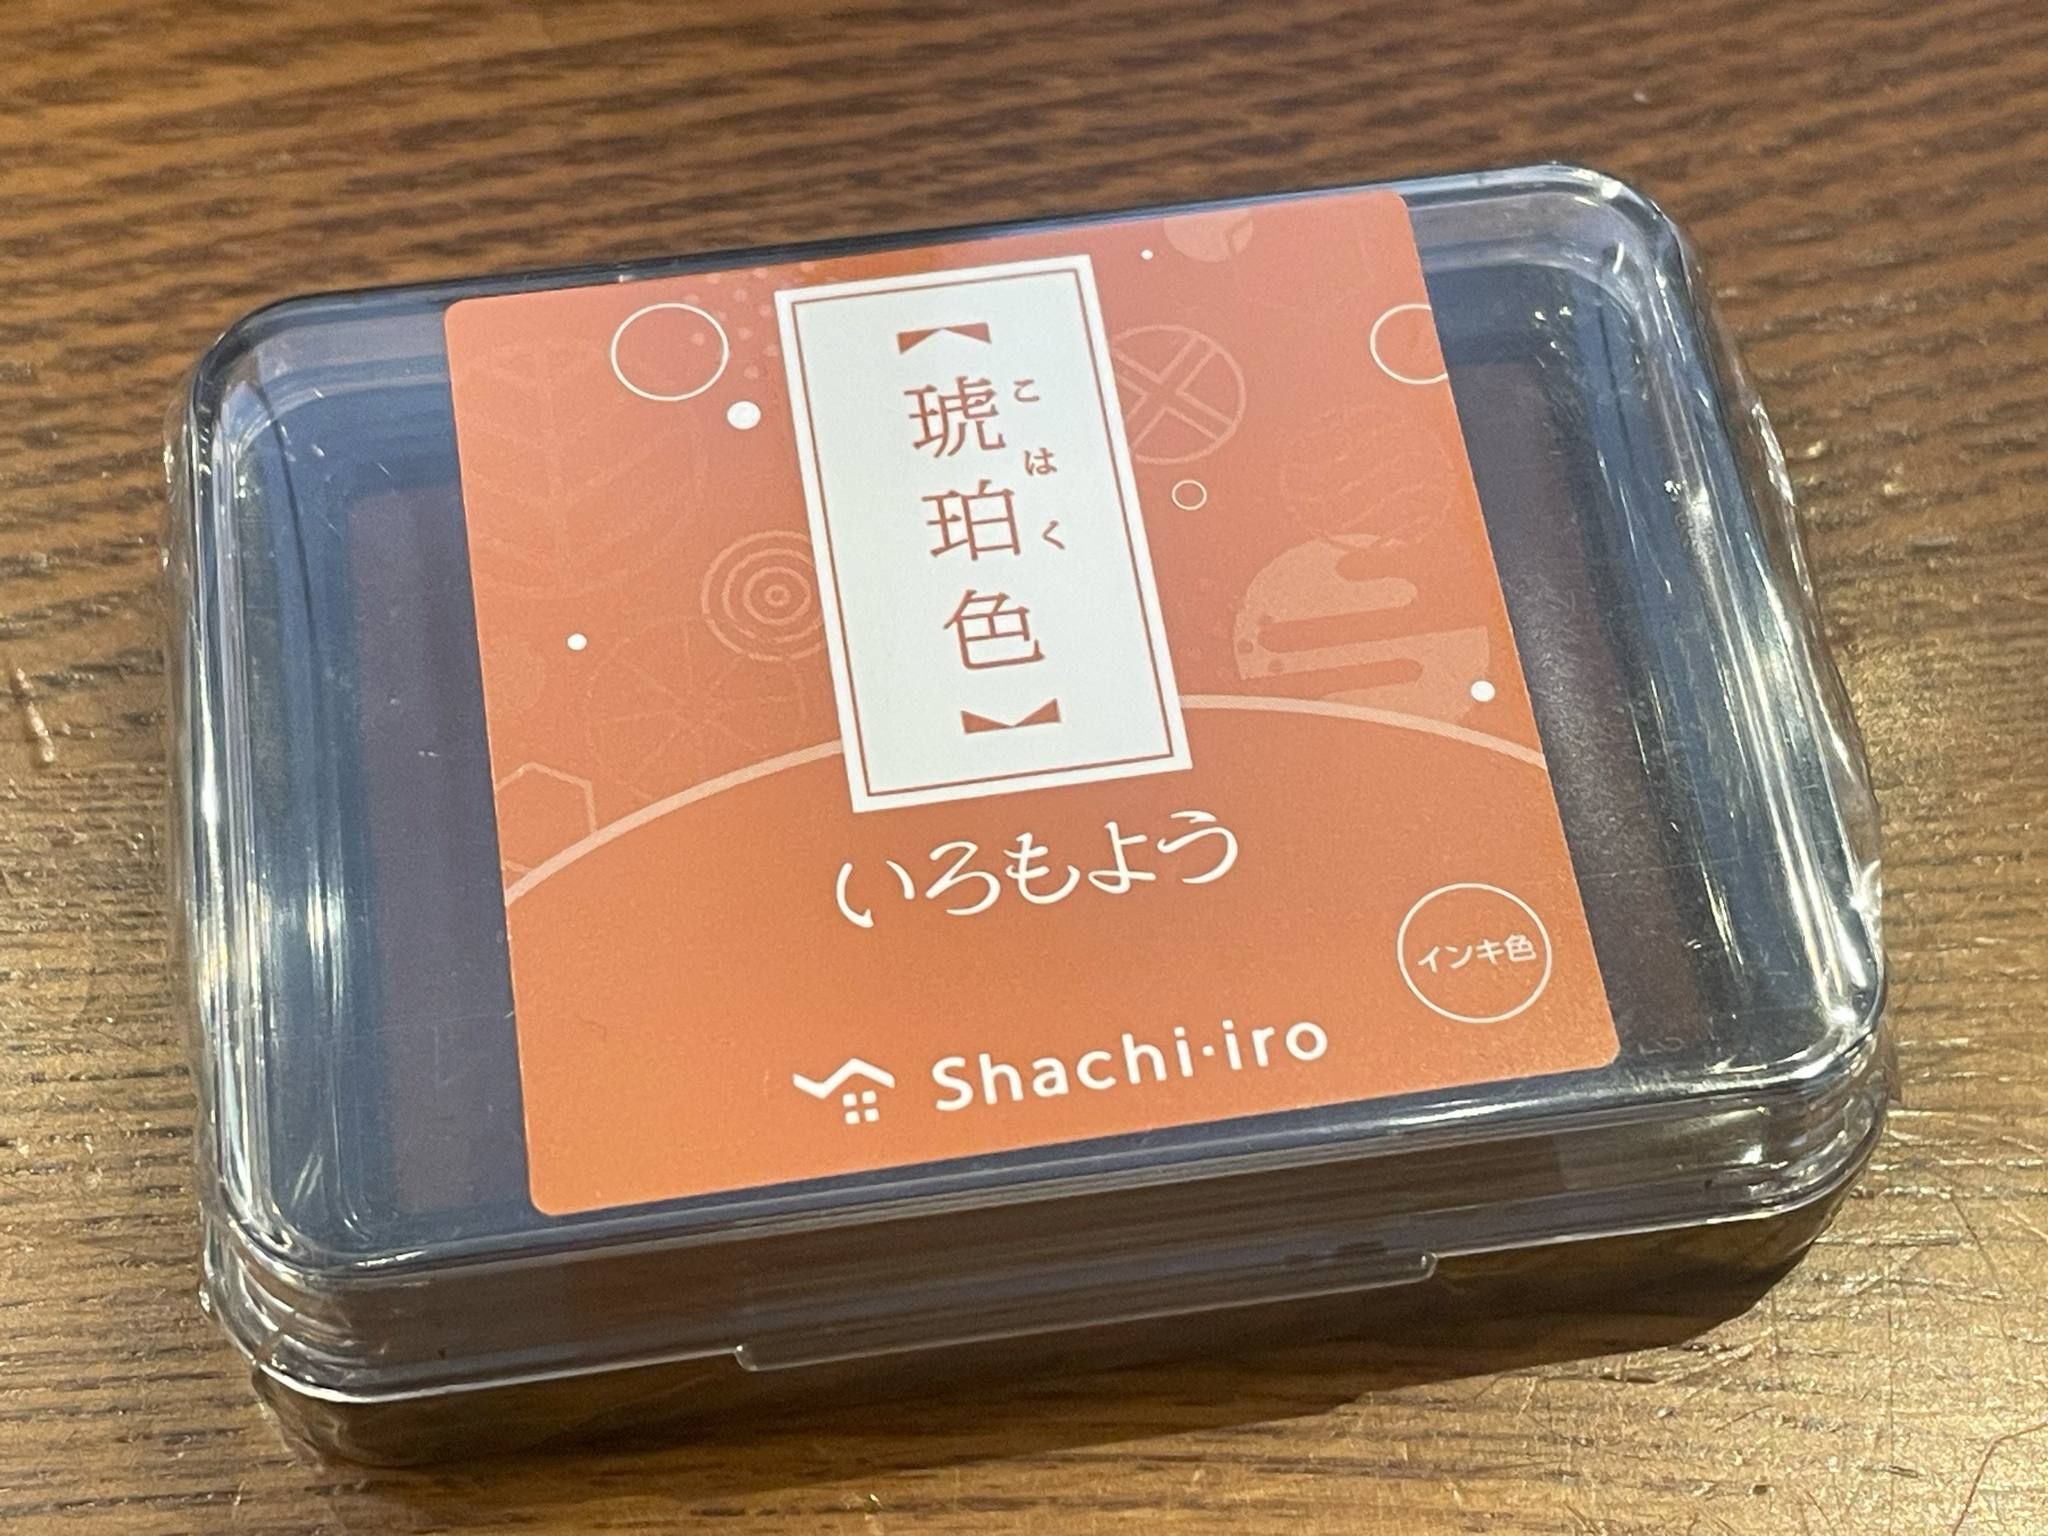 【琥珀色】
こはく
いろもよう
インキ色
Shachi・iro